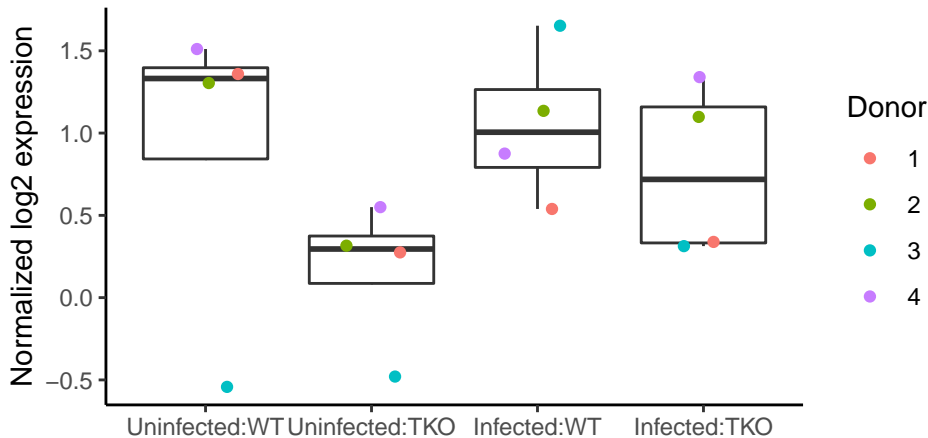 Normalized log2 expression
1.5
1.0
0.5
0.0
−0.5
Uninfected:WT
Uninfected:TKO
Infected:WT
Infected:TKO
Donor
1
2
3
4